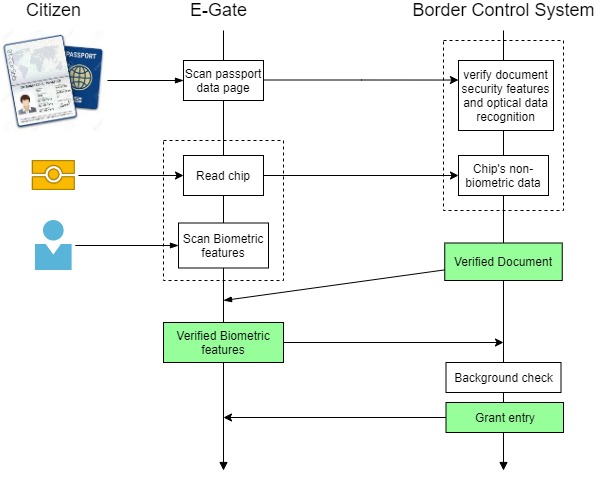 Citizen
E-Gate
Border Control System
PASSPORT
Scan passport
data page
verify document
security features
and optical data
recognition
Read chip
Chip's non-
biometric data
Scan Biometric
features
Verified Document
Verified Biometric
features
Background check
Grant entry